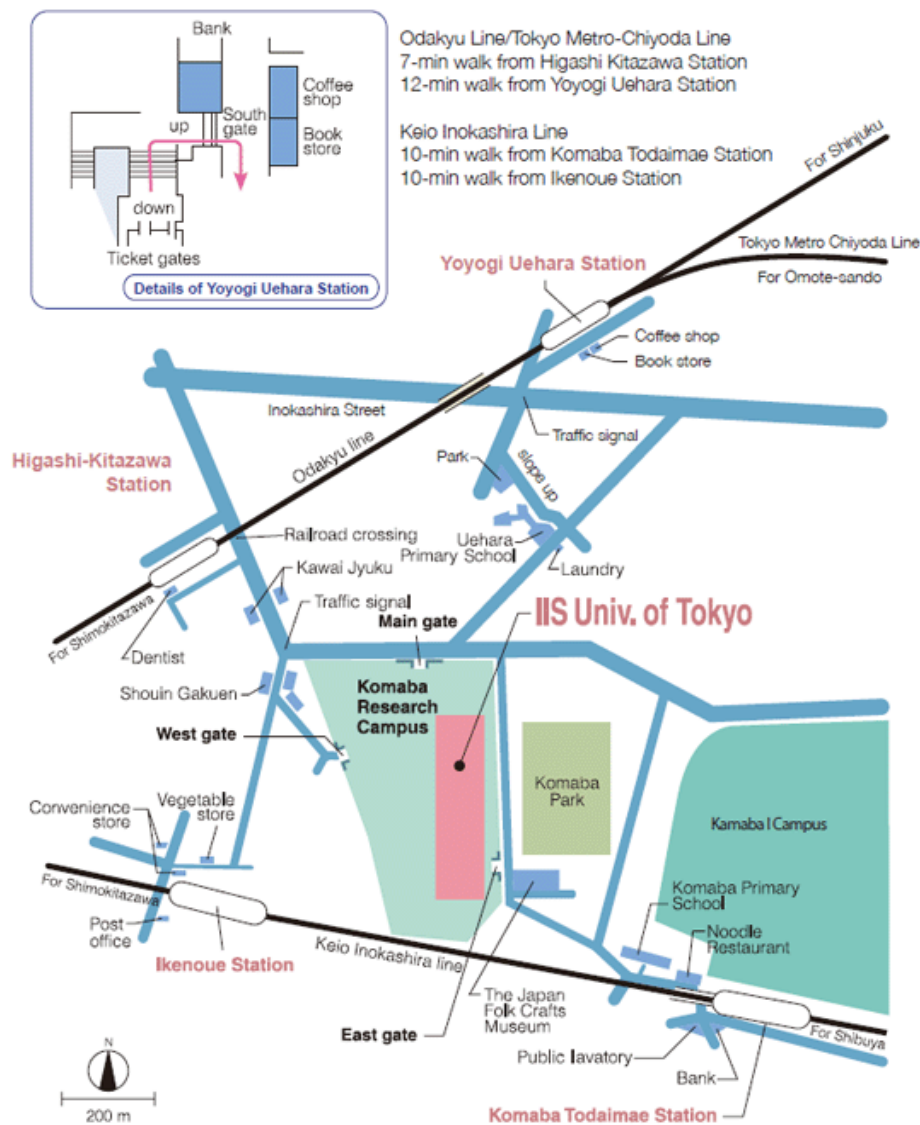 Bank
Coffee
shop
up
South
gate
Book
store
down
Ticket gates
Details of Yoyogi Uehara Station
Odakyu Line/Tokyo Metro-Chiyoda Line
7-min walk from Higashi Kitazawa Station
12-min walk from Yoyogi Uehara Station
Keio Inokashira Line
10-min walk from Komaba Todaimae Station
10-min walk from Ikenoue Station
For Shinjuku
Tokyo Metro Chiyoda Line
For Omote-sando
Yoyogi Uehara Station
Coffee shop
Book store
Inokashira Street
Traffic signal
Odakyu line
Higashi-Kitazawa
Station
Park
slope up
Railroad crossing
Uehara
Primary School
Laundry
Kawai Jyuku
For Shimokitazawa
Traffic signal
Main gate
IIS Univ. of Tokyo
Dentist
Shouin Gakuen
Komaba
Research
Campus
West gate
Komaba
Park
Kamaba I Campus
Convenience
store
Vegetable
store
For Shimokitazawa
Post
office
Ikenoue Station
Keio Inokashira line
Komaba Primary
School
Noodle
Restaurant
The Japan
Folk Crafts
Museum
East gate
Public lavatory
Bank
For Shibuya
Komaba Todaimae Station
N
200 m